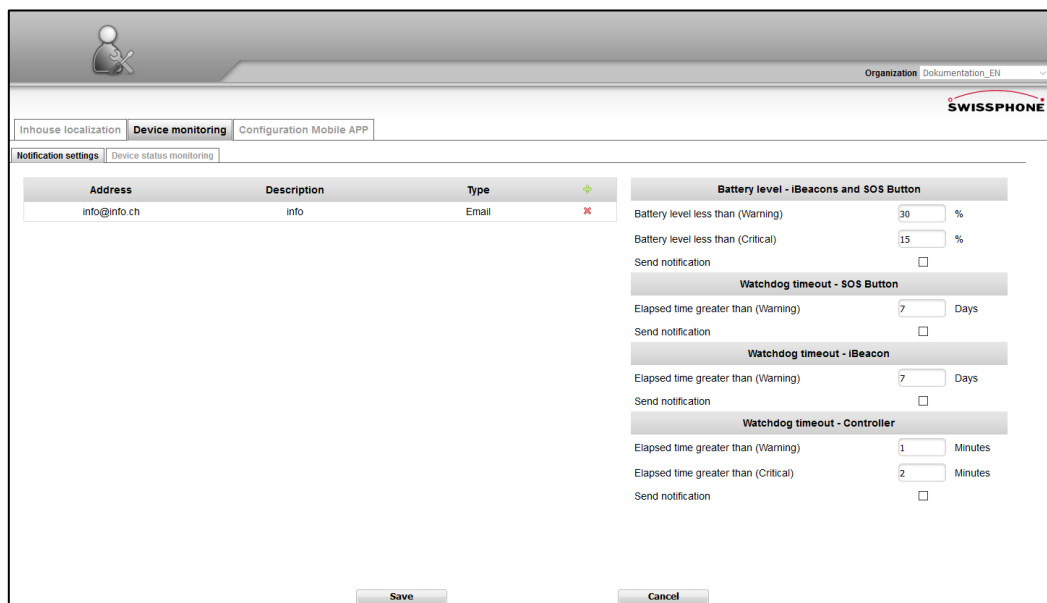 Organization Dokumentation_EN
SWISSPHONE
Inhouse localization Device monitoring Configuration Mobile APP
Notification settings Device status monitoring
Address Description Type
info@info.ch info Email
Battery level - iBeacons and SOS Button
Battery level less than (Warning) 30 %
Battery level less than (Critical) 15 %
Send notification
Watchdog timeout - SOS Button
Elapsed time greater than (Warning) 7 Days
Send notification
Watchdog timeout - iBeacon
Elapsed time greater than (Warning) 7 Days
Send notification
Watchdog timeout - Controller
Elapsed time greater than (Warning) 1 Minutes
Elapsed time greater than (Critical) 2 Minutes
Send notification
Save Cancel